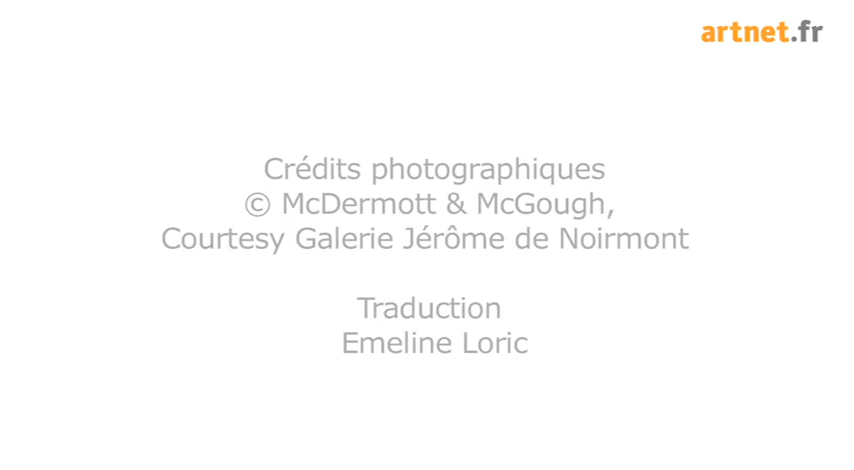 artnet.fr
Crédits photographiques
© McDermott & McGough,
Courtesy Galerie Jérôme de Noirmont
Traduction
Emeline Loric